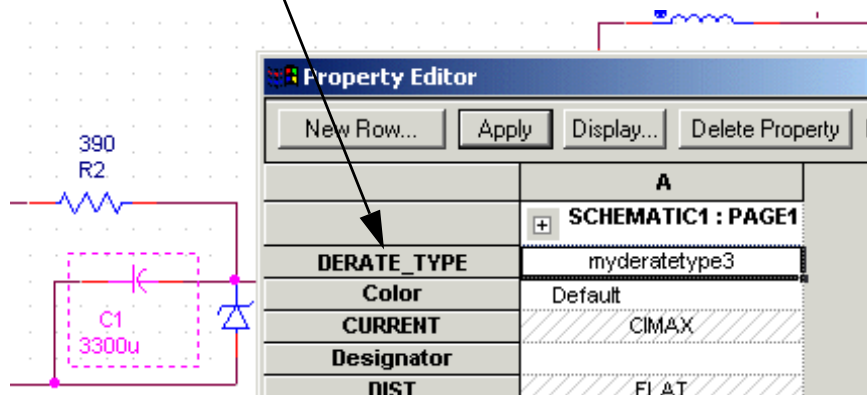 390
R2
C1
3300u
Property Editor
New Row... Apply Display... Delete Property
A
SCHEMATIC1 : PAGE1
DERATE_TYPE myderatetype3
Color Default
CURRENT CIMAX
Designator
DIST FLAT